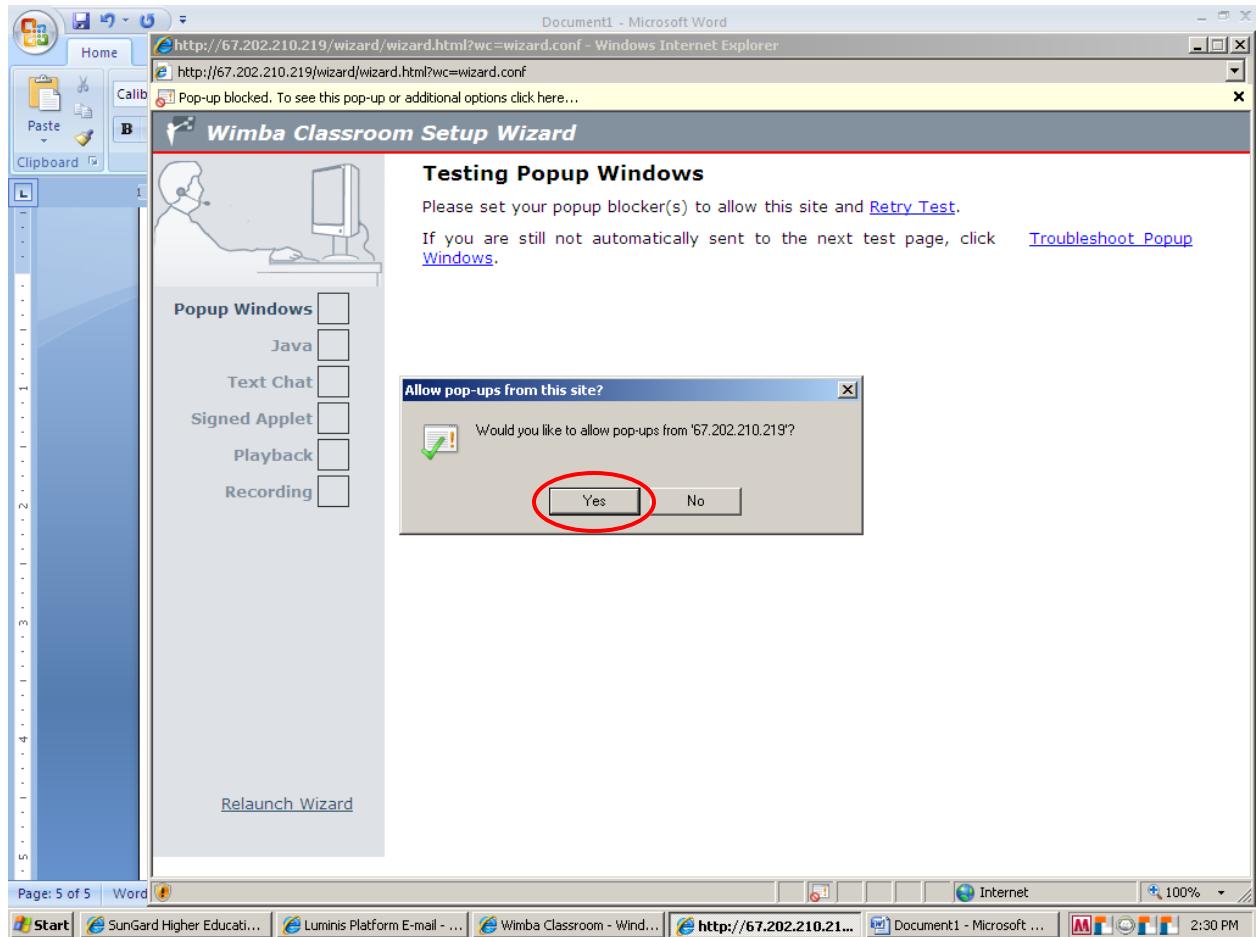 Document1 - Microsoft Word
Home
Calib
Paste
B
Clipboard
L
1
http://67.202.210.219/wizard/wizard.html?wc=wizard.conf - Windows Internet Explorer
http://67.202.210.219/wizard/wizard.html?wc=wizard.conf
Pop-up blocked. To see this pop-up or additional options click here...
Wimba Classroom Setup Wizard
Testing Popup Windows
Please set your popup blocker(s) to allow this site and Retry Test.
If you are still not automatically sent to the next test page, click Troubleshoot Popup
Windows.
Popup Windows
Java
Text Chat
Signed Applet
Playback
Recording
Allow pop-ups from this site?
Would you like to allow pop-ups from '67.202.210.219'?
Yes No
Relaunch Wizard
1
2
3
4
5
Page: 5 of 5 Word
Internet 100%
Start SunGard Higher Educati... Luminis Platform E-mail - ... Wimba Classroom - Wind... http://67.202.210.21... Document1 - Microsoft ... M 2:30 PM